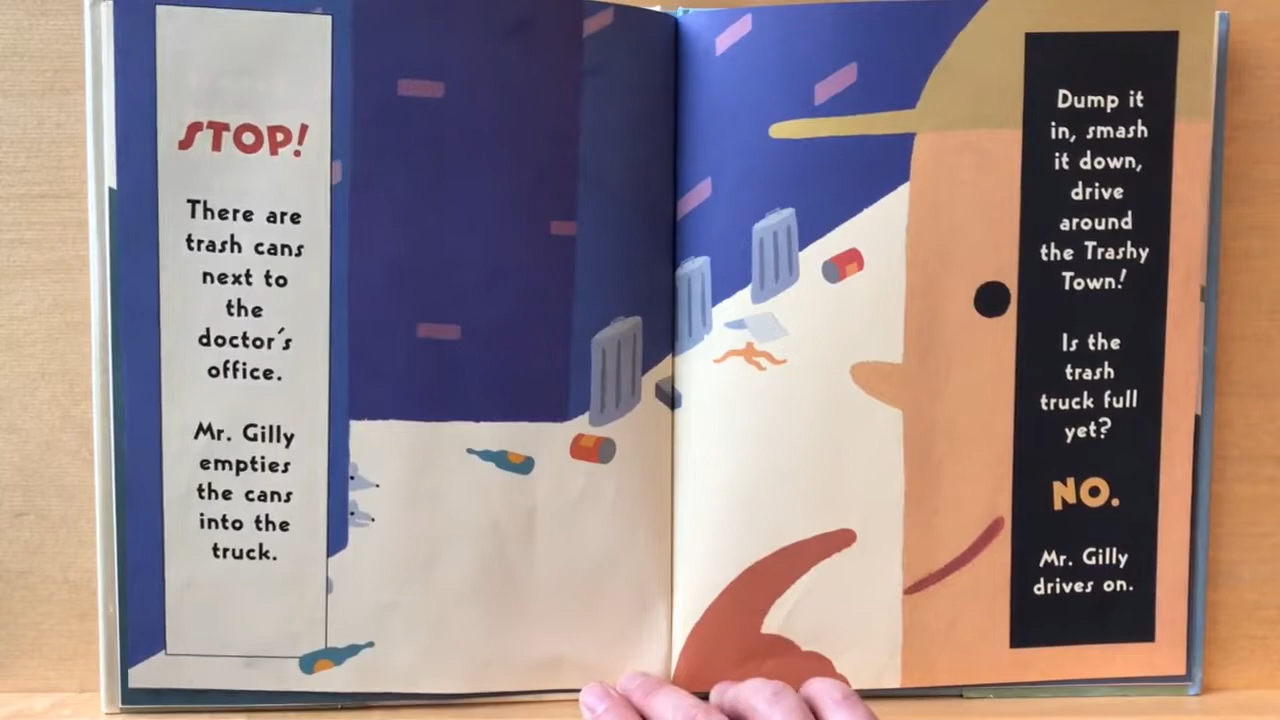 STOP!
There are
trash cans
next to
the
doctor's
office.
Mr. Gilly
empties
the cans
into the
truck.
Dump it
in, smash
it down,
drive
around
the Trashy
Town!
Is the
trash
truck full
yet?
NO.
Mr. Gilly
drives on.